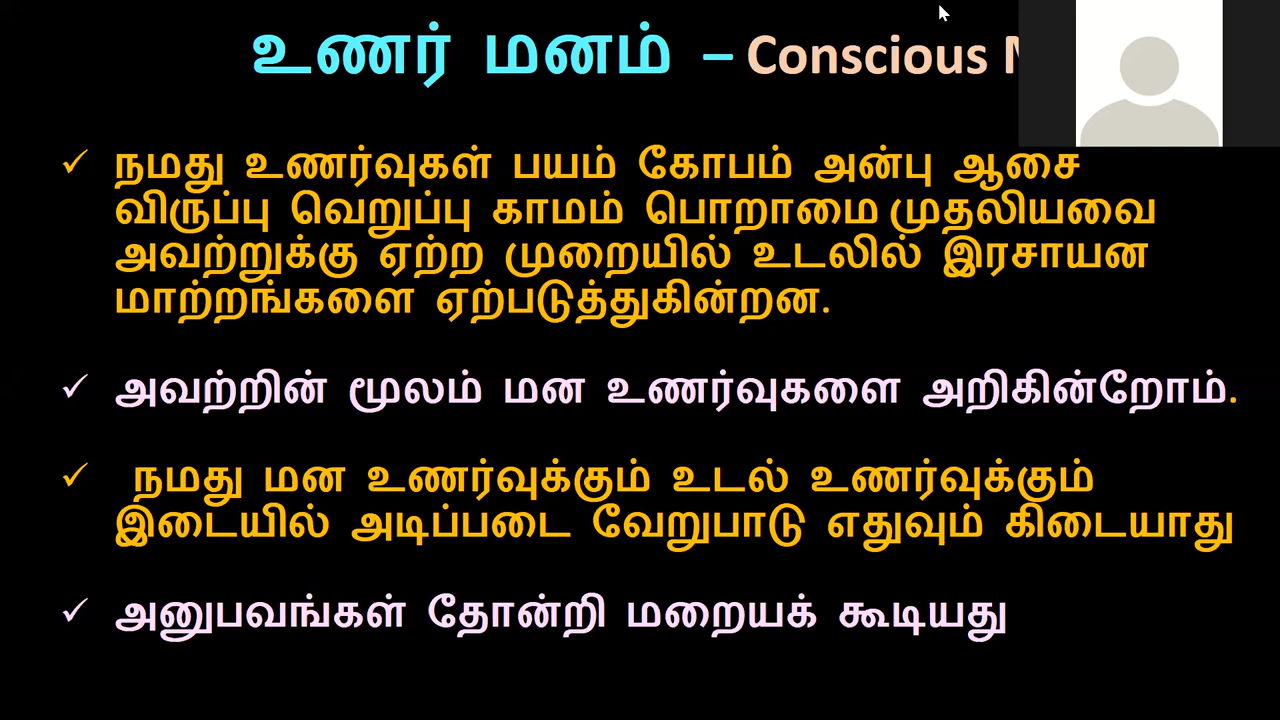 உணர் மனம் – Conscious
✓ நமது உணர்வுகள் பயம் கோபம் அன்பு ஆசை
விருப்பு வெறுப்பு காமம் பொறாமை முதலியவை
அவற்றுக்கு ஏற்ற முறையில் உடலில் இரசாயன
மாற்றங்களை ஏற்படுத்துகின்றன.
✓ அவற்றின் மூலம் மன உணர்வுகளை அறிகின்றோம்.
✓ நமது மன உணர்வுக்கும் உடல் உணர்வுக்கும்
இடையில் அடிப்படை வேறுபாடு எதுவும் கிடையாது
✓ அனுபவங்கள் தோன்றி மறையக் கூடியது